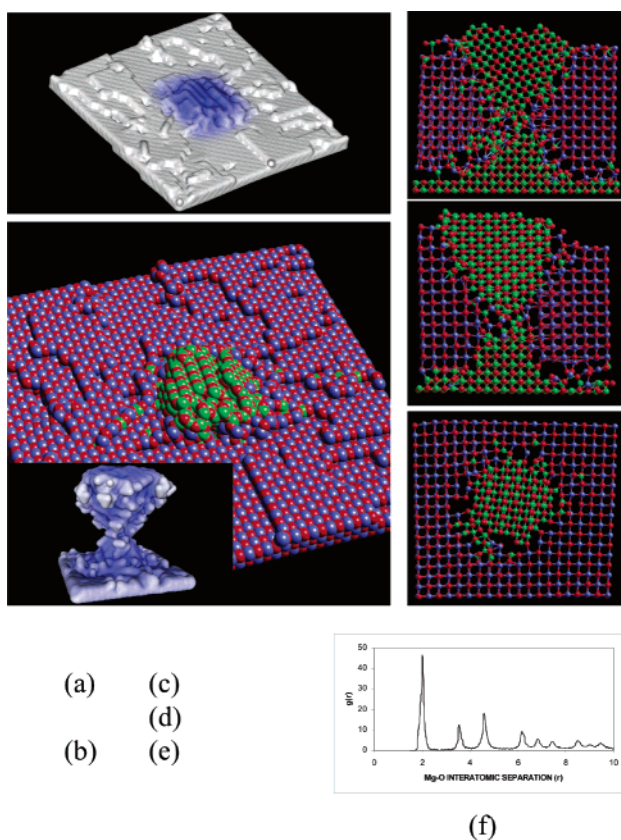 (a) (c)
(d)
(b) (e)
50
40
30
20
10
0
g(r)
0 2 4 6 8 10
Mg-O INTERATOMIC SEPARATION (r)
(f)